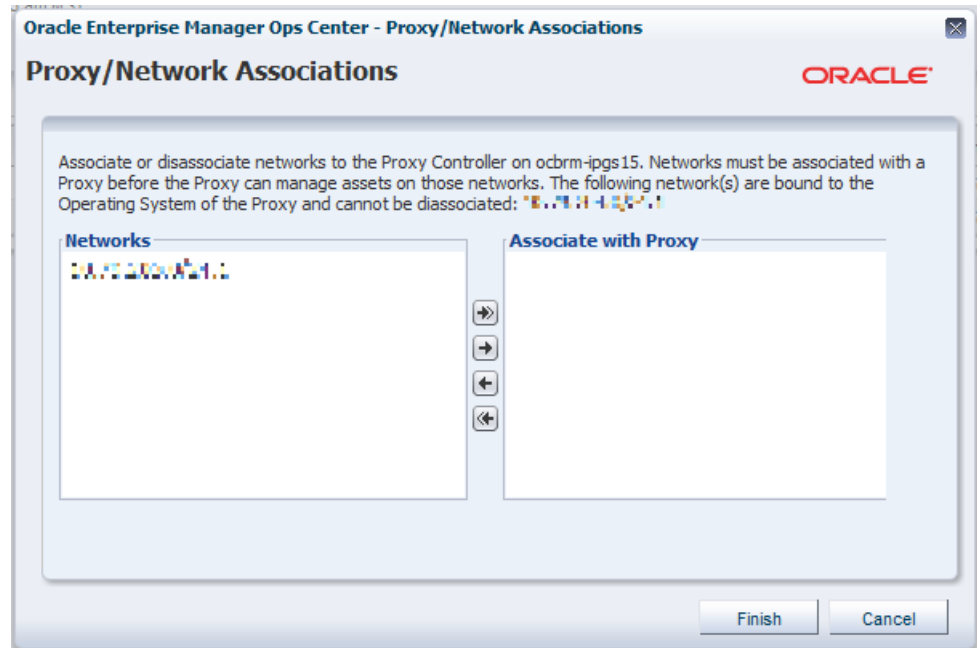 Oracle Enterprise Manager Ops Center - Proxy/Network Associations
Proxy/Network Associations
ORACLE
Associate or disassociate networks to the Proxy Controller on ocbrm-ipgs15. Networks must be associated with a
Proxy before the Proxy can manage assets on those networks. The following network(s) are bound to the
Operating System of the Proxy and cannot be diassociated:
Networks
Associate with Proxy
Finish
Cancel